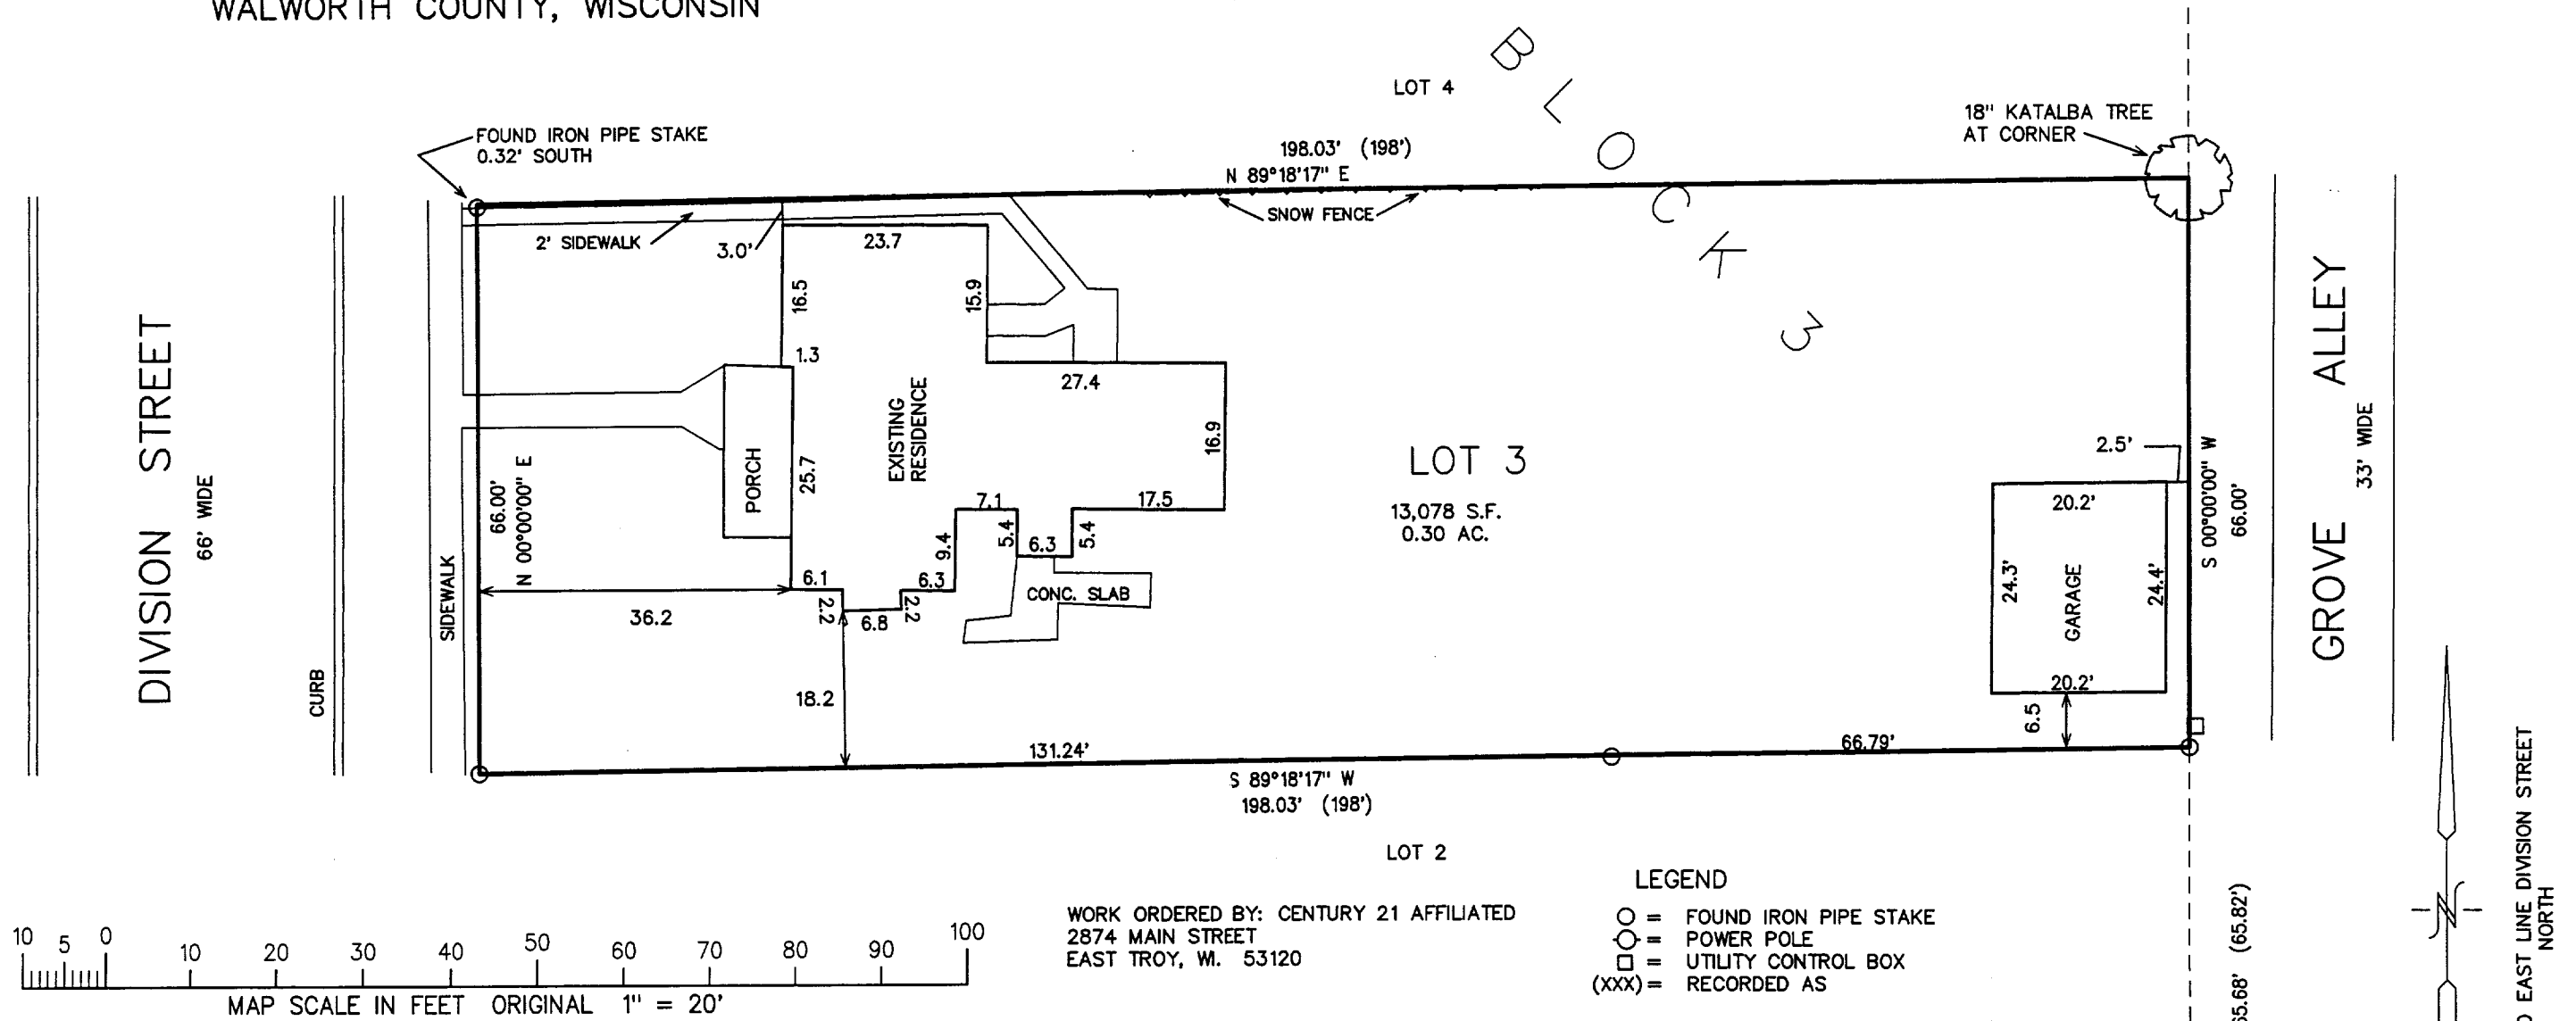 WALWORTH COUNTY, WISCONSIN
BLOCK 3
LOT 4
18" KATALBA TREE
AT CORNER
FOUND IRON PIPE STAKE
0.32' SOUTH
198.03' (198')
N 89°18'17" E
SNOW FENCE
2' SIDEWALK
3.0'
23.7
16.5
15.9
1.3
27.4
EXISTING
RESIDENCE
16.9
PORCH
25.7
7.1
17.5
5.4
6.3
5.4
9.4
6.1
6.3
2.2
6.8
2.2
CONC. SLAB
36.2
18.2
DIVISION STREET
66' WIDE
CURB
SIDEWALK
66.00'
N 00°00'00" E
LOT 3
13,078 S.F.
0.30 AC.
2.5'
20.2'
24.3'
GARAGE
24.4'
20.2'
6.5
S 00°00'00" W
66.00'
GROVE ALLEY
33' WIDE
131.24'
66.79'
S 89°18'17" W
198.03' (198')
LOT 2
LEGEND
○ = FOUND IRON PIPE STAKE
POWER POLE
□ = UTILITY CONTROL BOX
(XXX) = RECORDED AS
WORK ORDERED BY: CENTURY 21 AFFILIATED
2874 MAIN STREET
EAST TROY, WI. 53120
10 5 0 10 20 30 40 50 60 70 80 90 100
MAP SCALE IN FEET ORIGINAL 1" = 20'
(65.82')
N
EAST LINE DIVISION STREET
NORTH